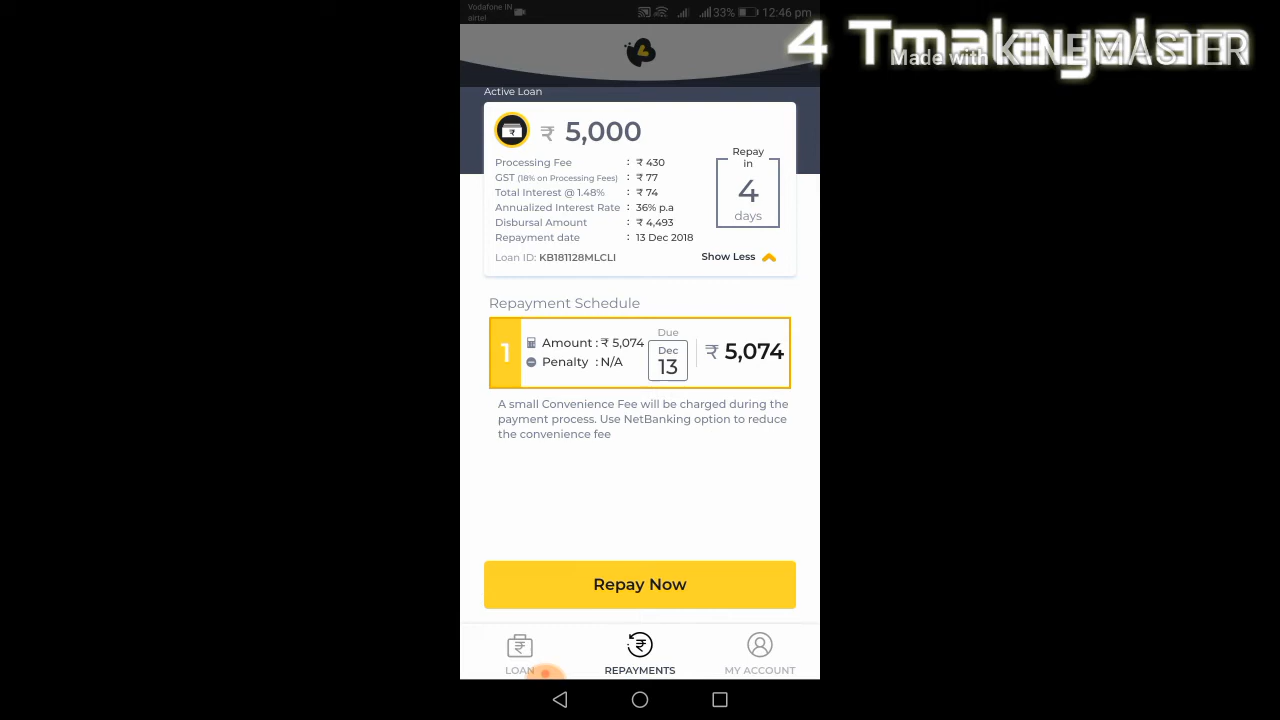 Vodafone IN
airtel
33% 12:46 pm
4 Tmalayalam
Made with KINEMASTER
Active Loan
₹ 5,000
Processing Fee : ₹ 430
GST (18% on Processing Fees) : ₹ 77
Total Interest @ 1.48% : ₹ 74
Annualized Interest Rate : 36% p.a
Disbursal Amount : ₹ 4,493
Repayment date : 13 Dec 2018
Repay
in
4
days
Loan ID: KB181128MLCLI
Show Less
Repayment Schedule
1
Amount : ₹ 5,074
Penalty : N/A
Due
Dec
13
₹ 5,074
A small Convenience Fee will be charged during the
payment process. Use NetBanking option to reduce
the convenience fee
Repay Now
LOAN
REPAYMENTS
MY ACCOUNT